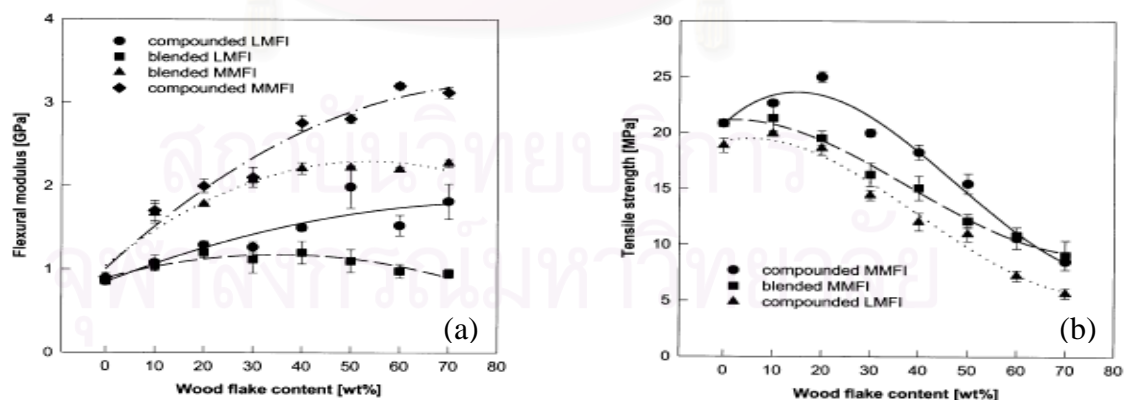 4
3
2
1
0
Flexural modulus [GPa]
compounded LMFI
blended LMFI
blended MMFI
compounded MMFI
0 10 20 30 40 50 60 70 80
Wood flake content [wt%]
(a)
30
25
20
15
10
5
0
Tensile strength [MPa]
compounded MMFI
blended MMFI
compounded LMFI
0 10 20 30 40 50 60 70 80
Wood flake content [wt%]
(b)
สถาบันวิทยบริการ
จุฬาลงกรณ์มหาวิทยาลัย